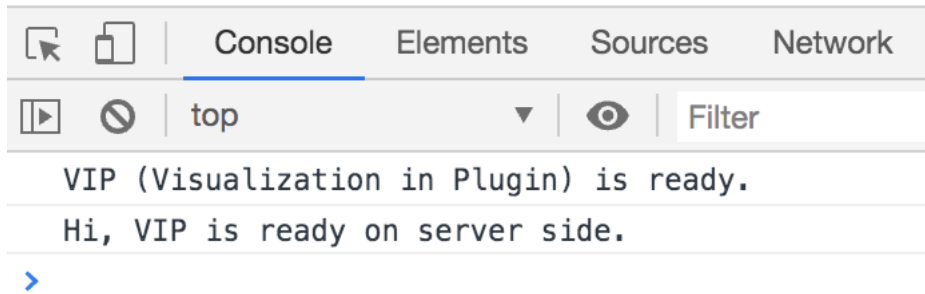 Console Elements Sources Network
top Filter
VIP (Visualization in Plugin) is ready.
Hi, VIP is ready on server side.